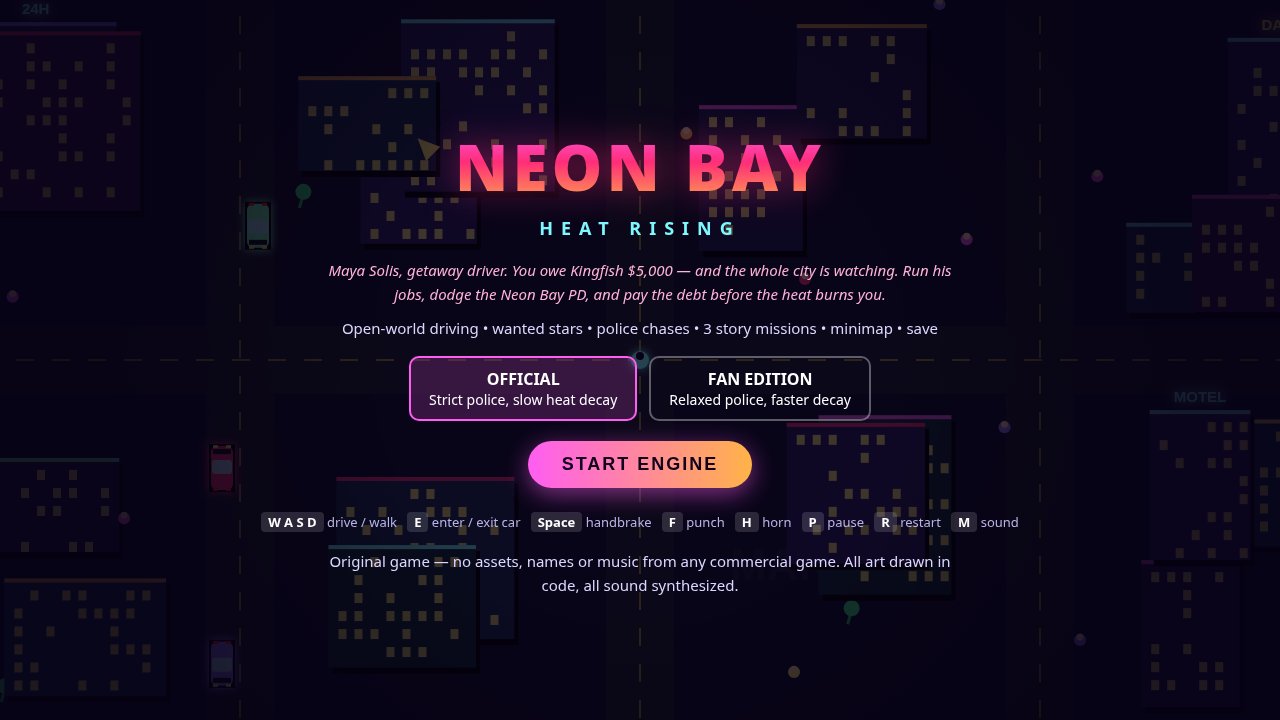 24H
NEON BAY
HEAT RISING
Maya Solis, getaway driver. You owe Kingfish $5,000 — and the whole city is watching. Run his
jobs, dodge the Neon Bay PD, and pay the debt before the heat burns you.
Open-world driving • wanted stars • police chases • 3 story missions • minimap • save
OFFICIAL
Strict police, slow heat decay
FAN EDITION
Relaxed police, faster decay
MOTEL
START ENGINE
W A S D drive / walk E enter / exit car Space handbrake F punch H horn P pause R restart M sound
Original game — no assets, names or music from any commercial game. All art drawn in
code, all sound synthesized.